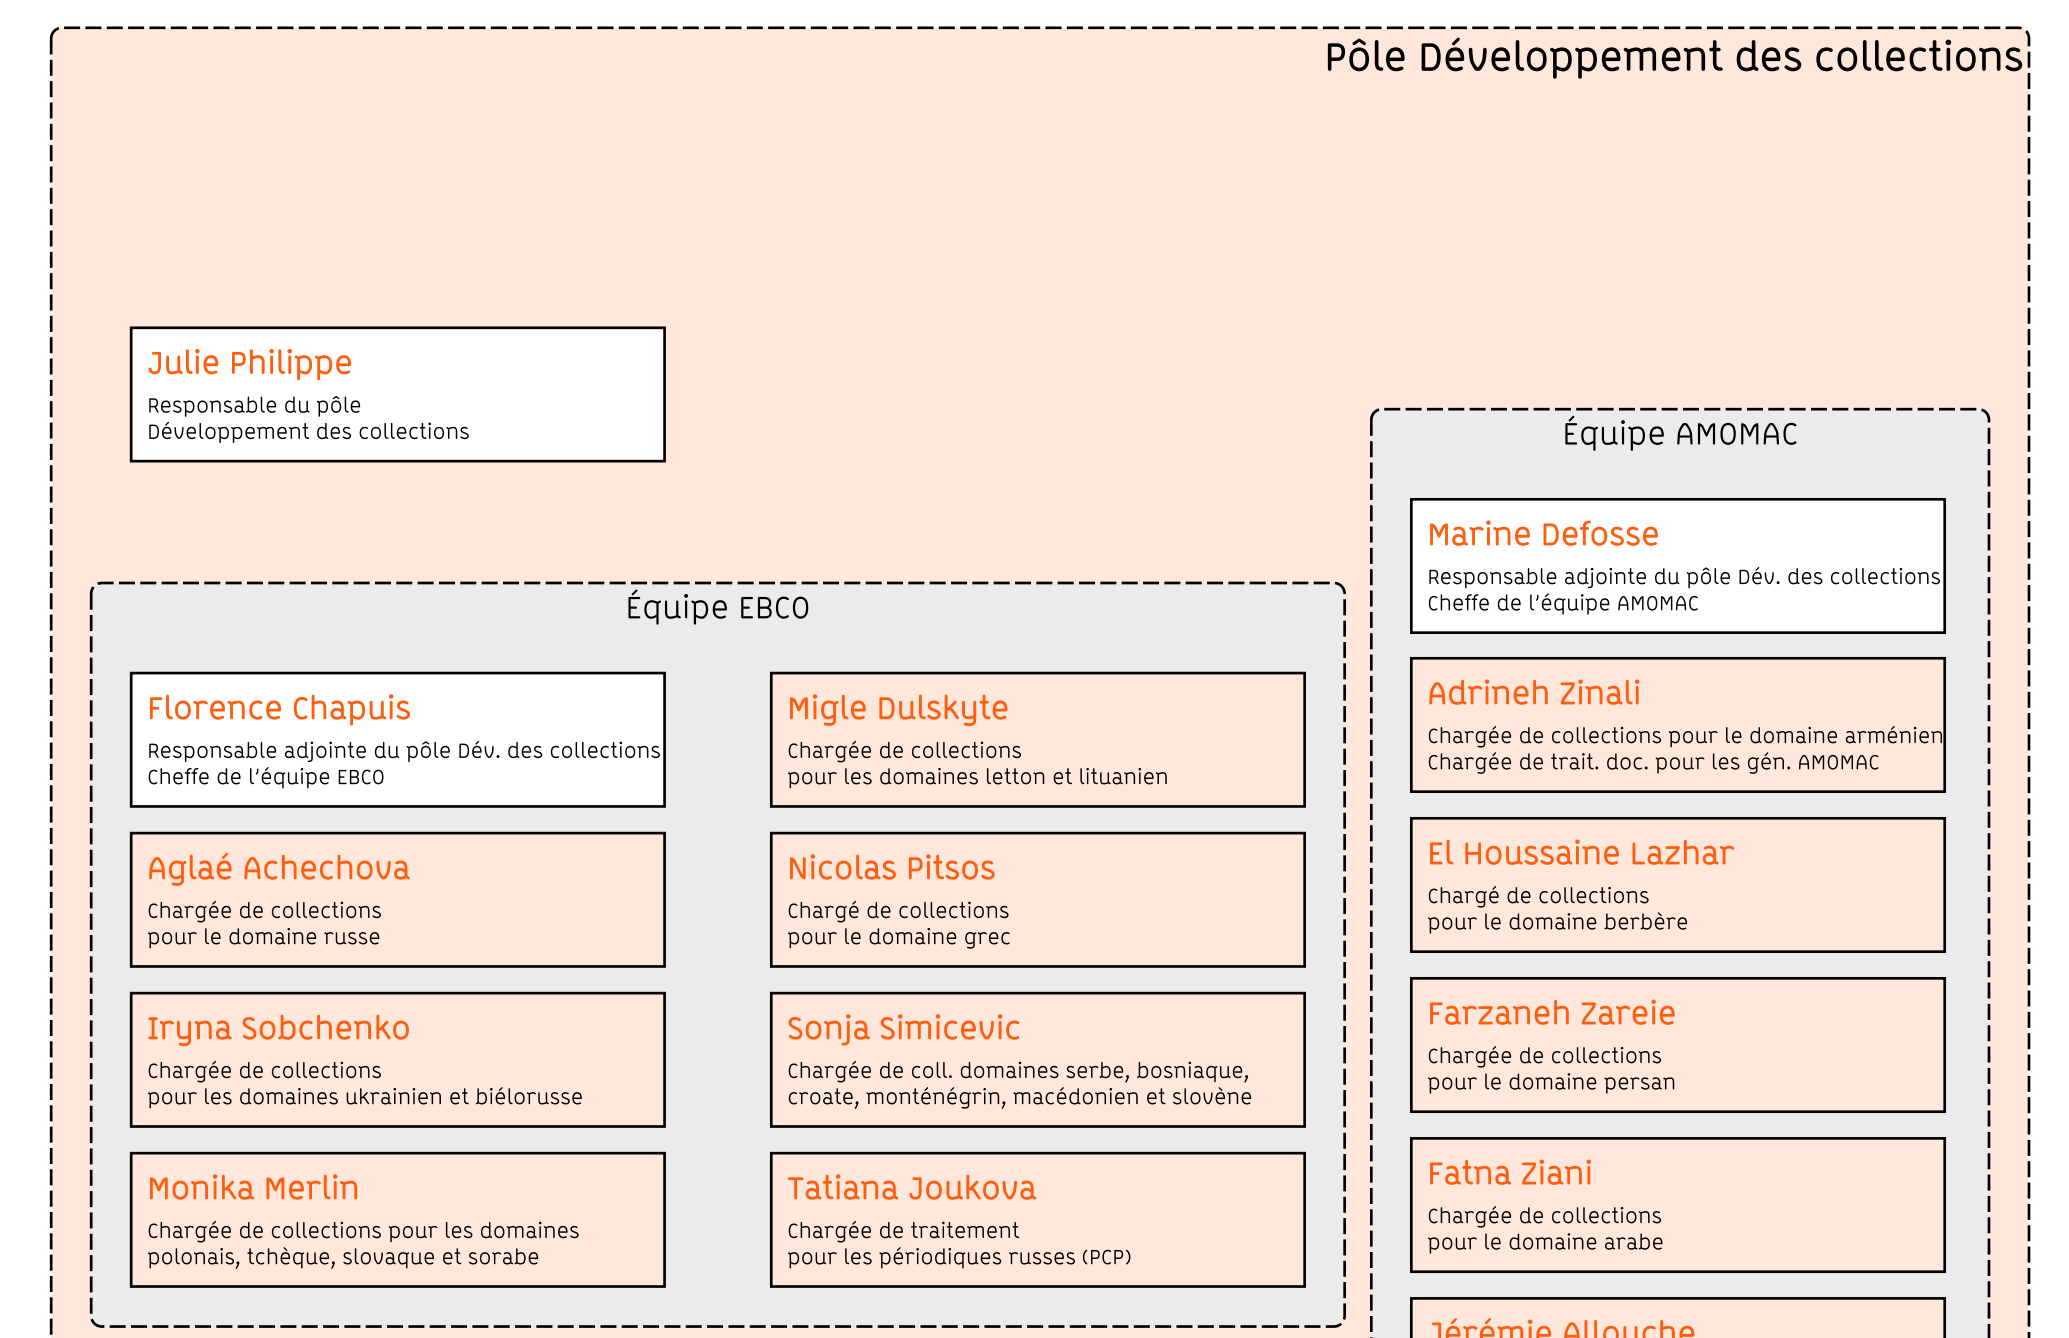 Pôle Développement des collections
Julie Philippe
Responsable du pôle
Développement des collections
Équipe EBCO
Florence Chapuis
Responsable adjointe du pôle Dév. des collections
Cheffe de l'équipe EBCO
Aglaé Achechova
Chargée de collections
pour le domaine russe
Iryna Sobchenko
Chargée de collections
pour les domaines ukrainien et biélorusse
Monika Merlin
Chargée de collections pour les domaines
polonais, tchèque, slovaque et sorabe
Migle Dulskyte
Chargée de collections
pour les domaines letton et lituanien
Nicolas Pitsos
Chargé de collections
pour le domaine grec
Sonja Simicevic
Chargée de coll. domaines serbe, bosniaque,
croate, monténégrin, macédonien et slovène
Tatiana Joukova
Chargée de traitement
pour les périodiques russes (PCP)
Équipe AMOMAC
Marine Defosse
Responsable adjointe du pôle Dév. des collections
Cheffe de l'équipe AMOMAC
Adrineh Zinali
Chargée de collections pour le domaine arménien
Chargée de trait. doc. pour les gén. AMOMAC
El Houssaine Lazhar
Chargé de collections
pour le domaine berbère
Farzaneh Zareie
Chargée de collections
pour le domaine persan
Fatna Ziani
Chargée de collections
pour le domaine arabe
Jérémie Allouche